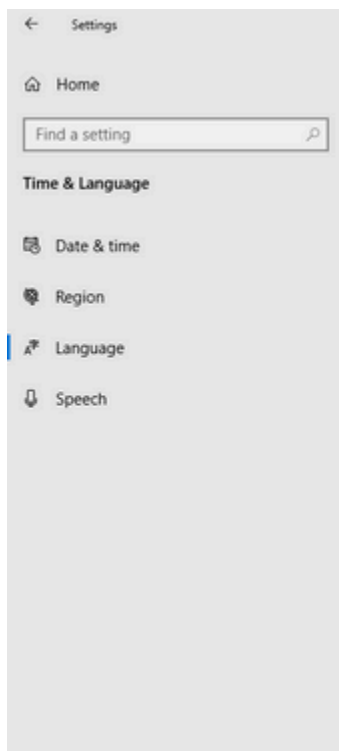 Settings
Home
Find a setting
Time & Language
Date & time
Region
Language
Speech